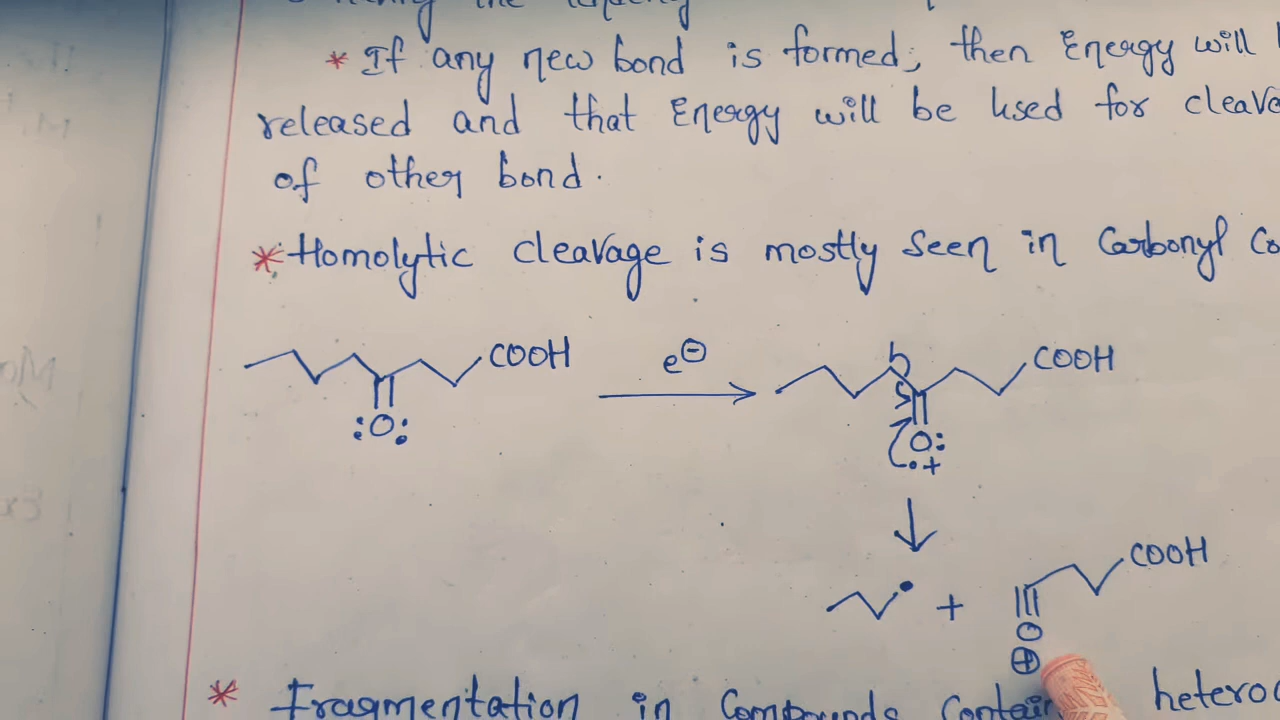 * If any new bond is formed, then Energy will
released and that Energy will be used for
of other bond.
* Homolytic cleavage is mostly seen in Carbonyl
COOH
:O:
e⊖
COOH
O:
•+
+
COOH
O
⊕
* Fragmentation in Compounds